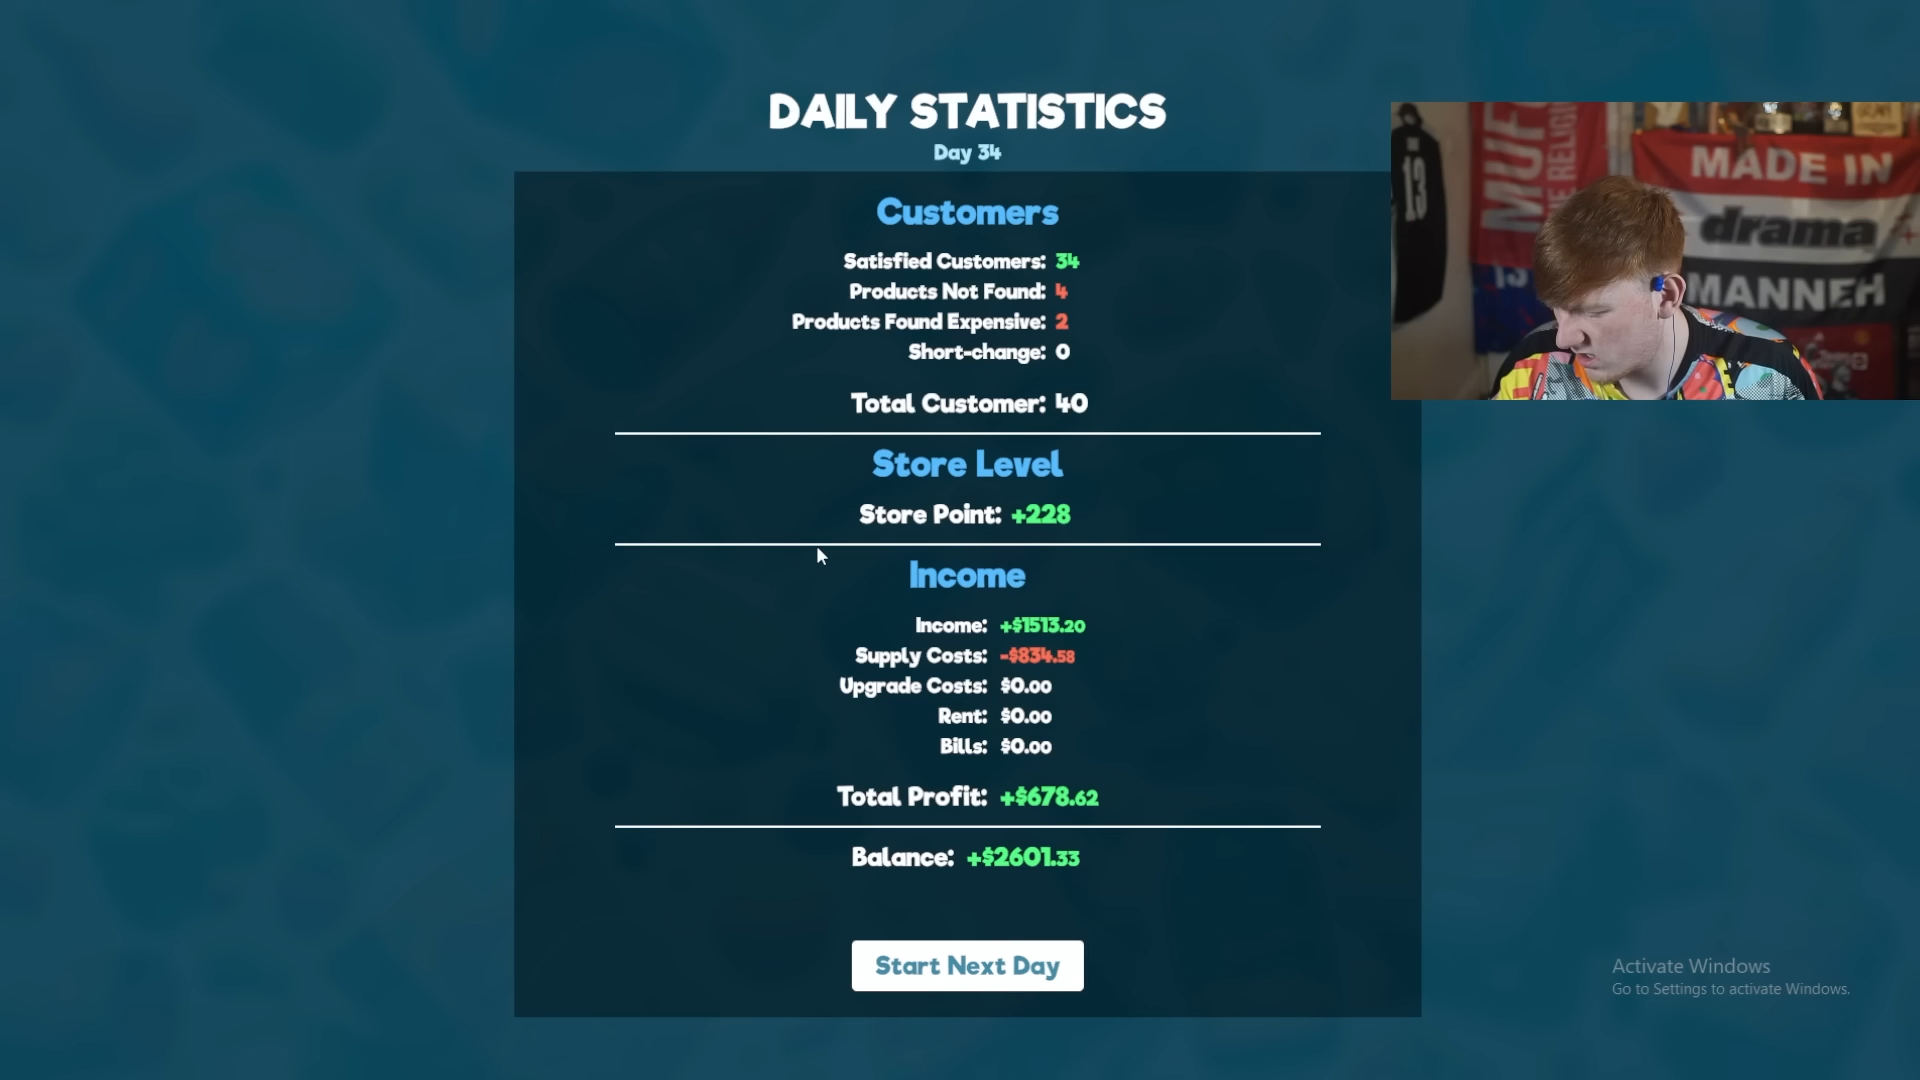 DAILY STATISTICS
Day 34
Customers
Satisfied Customers: 34
Products Not Found: 4
Products Found Expensive: 2
Short-change: 0
Total Customer: 40
Store Level
Store Point: +228
Income
Income: +$1513.20
Supply Costs: -$834.58
Upgrade Costs: $0.00
Rent: $0.00
Bills: $0.00
Total Profit: +$678.62
Balance: +$2601.33
Start Next Day
13
MUF
E RELIGI
MADE IN
drama
MANNEH
Activate Windows
Go to Settings to activate Windows.